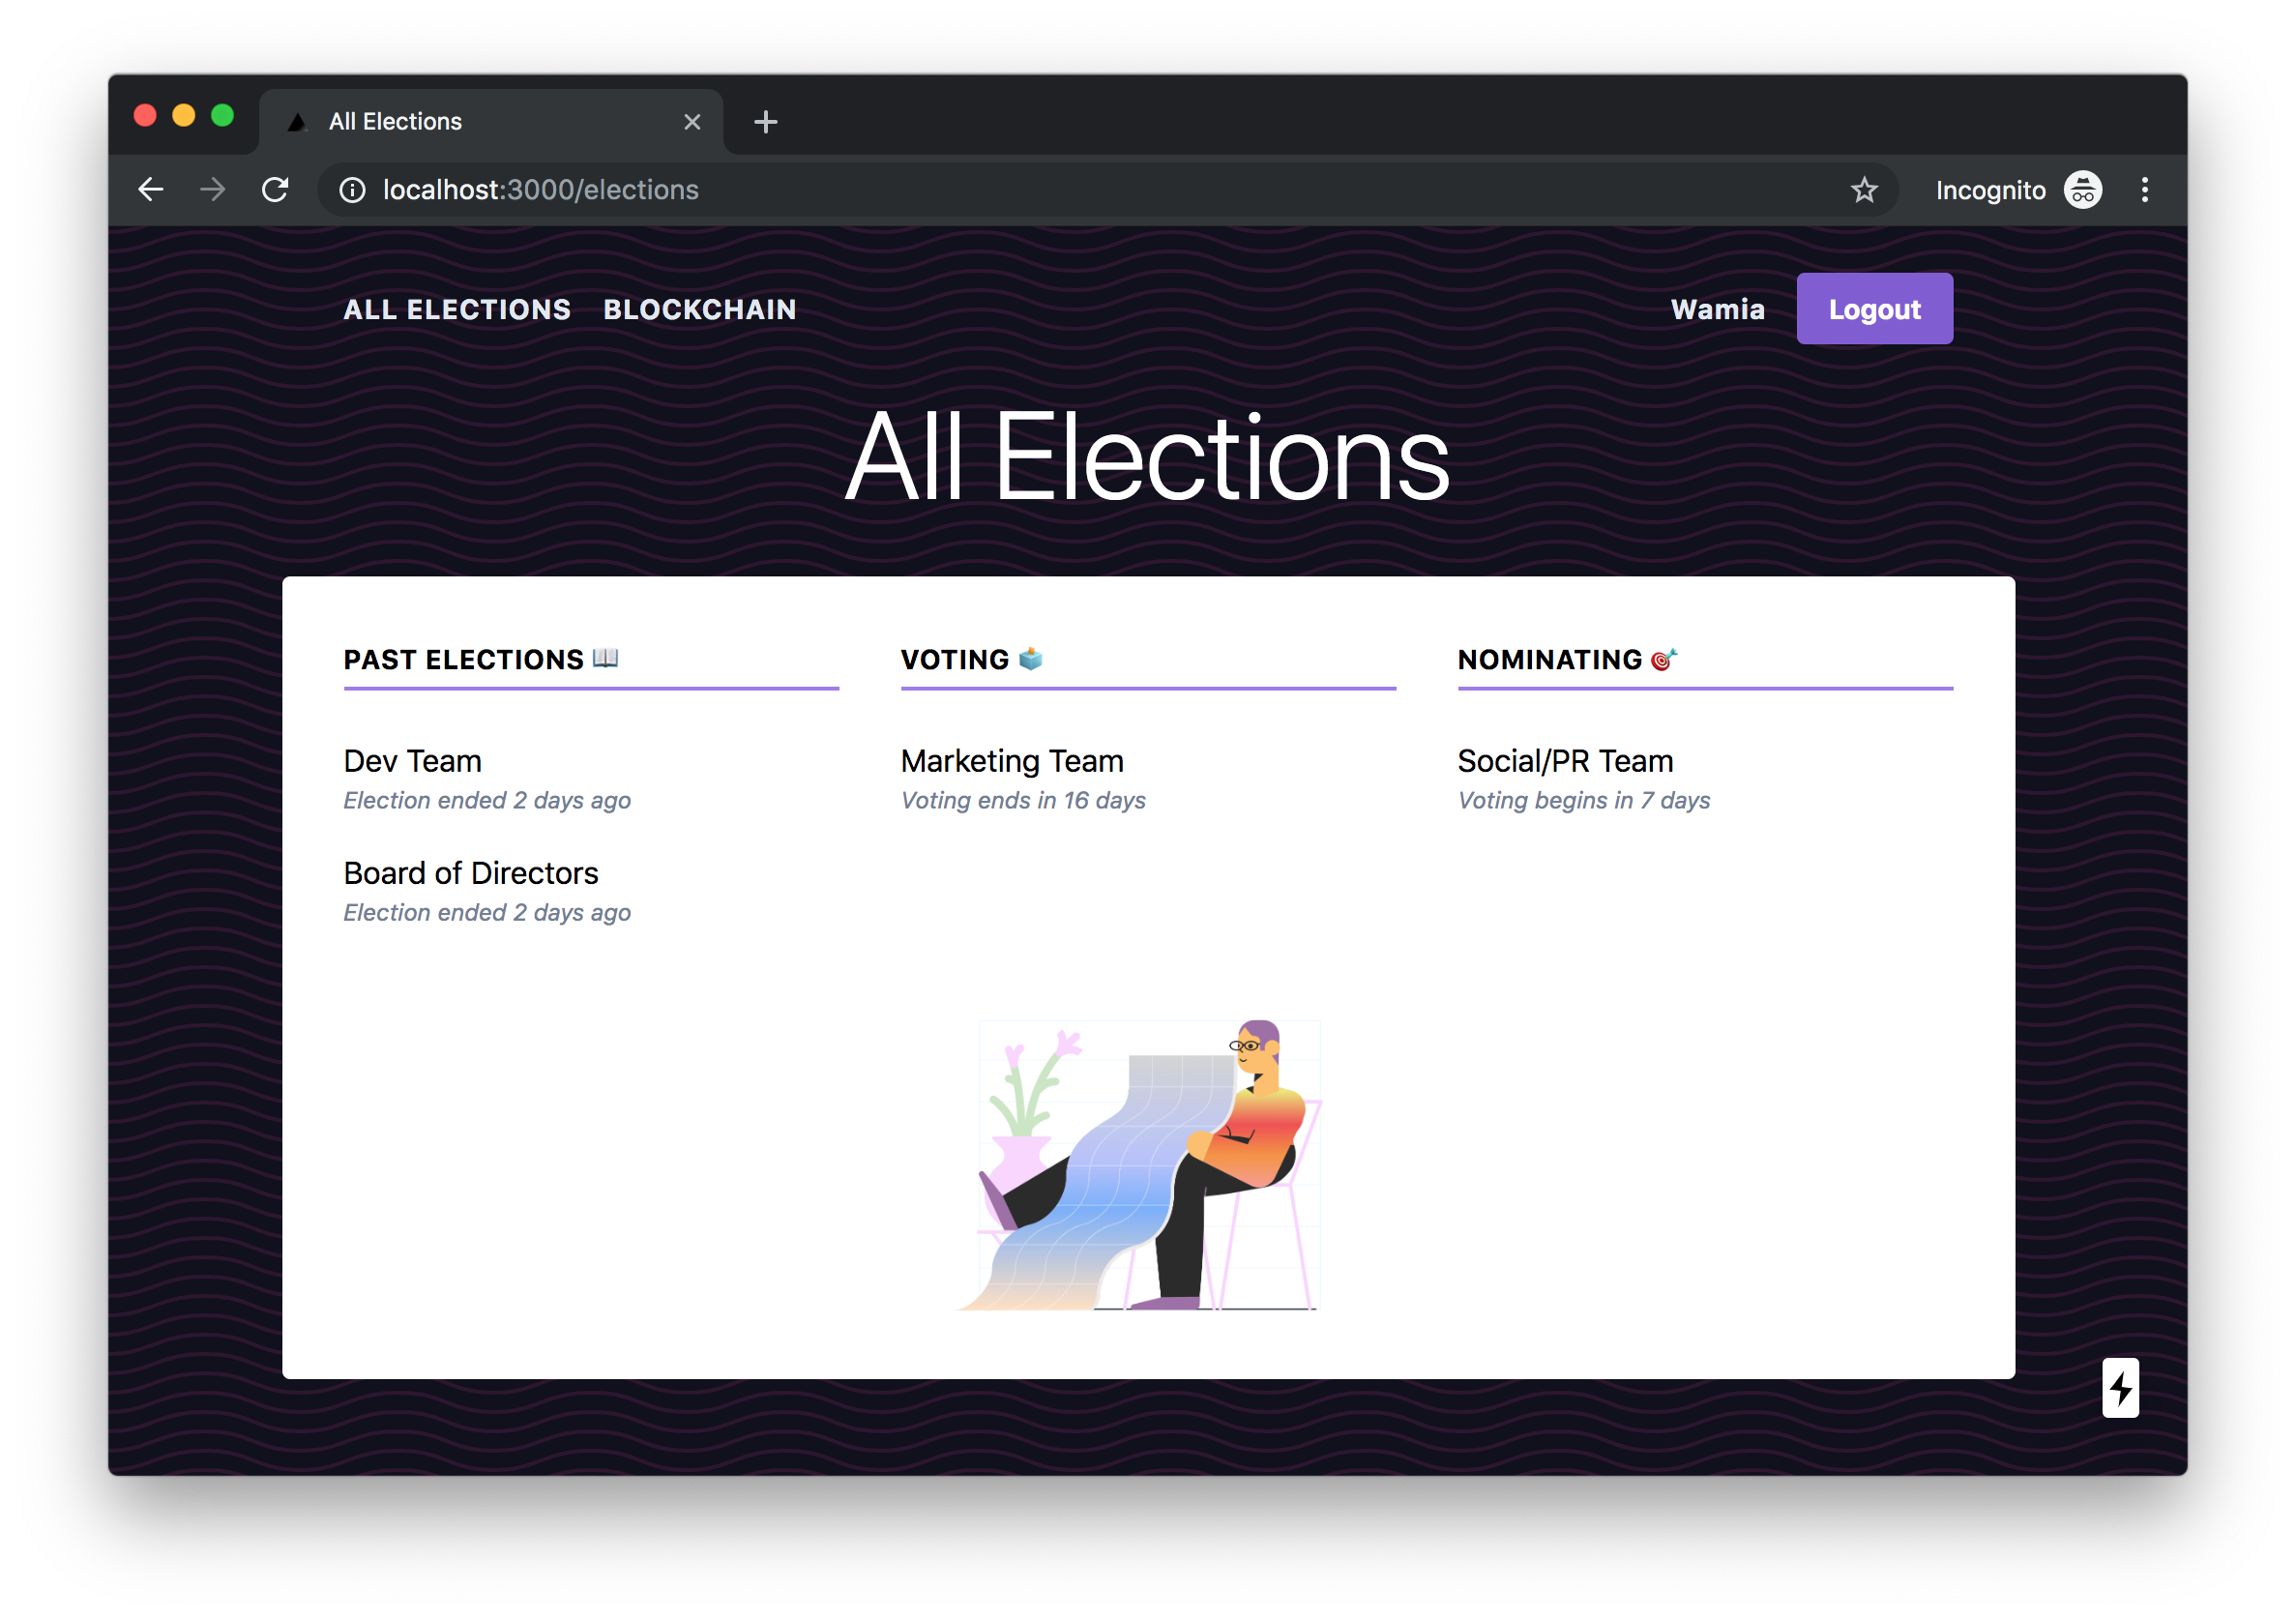 All Elections
localhost:3000/elections
Incognito
ALL ELECTIONS BLOCKCHAIN Wamia Logout
All Elections
PAST ELECTIONS 📖 VOTING 🗳️ NOMINATING 🎯
Dev Team Marketing Team Social/PR Team
Election ended 2 days ago Voting ends in 16 days Voting begins in 7 days
Board of Directors
Election ended 2 days ago